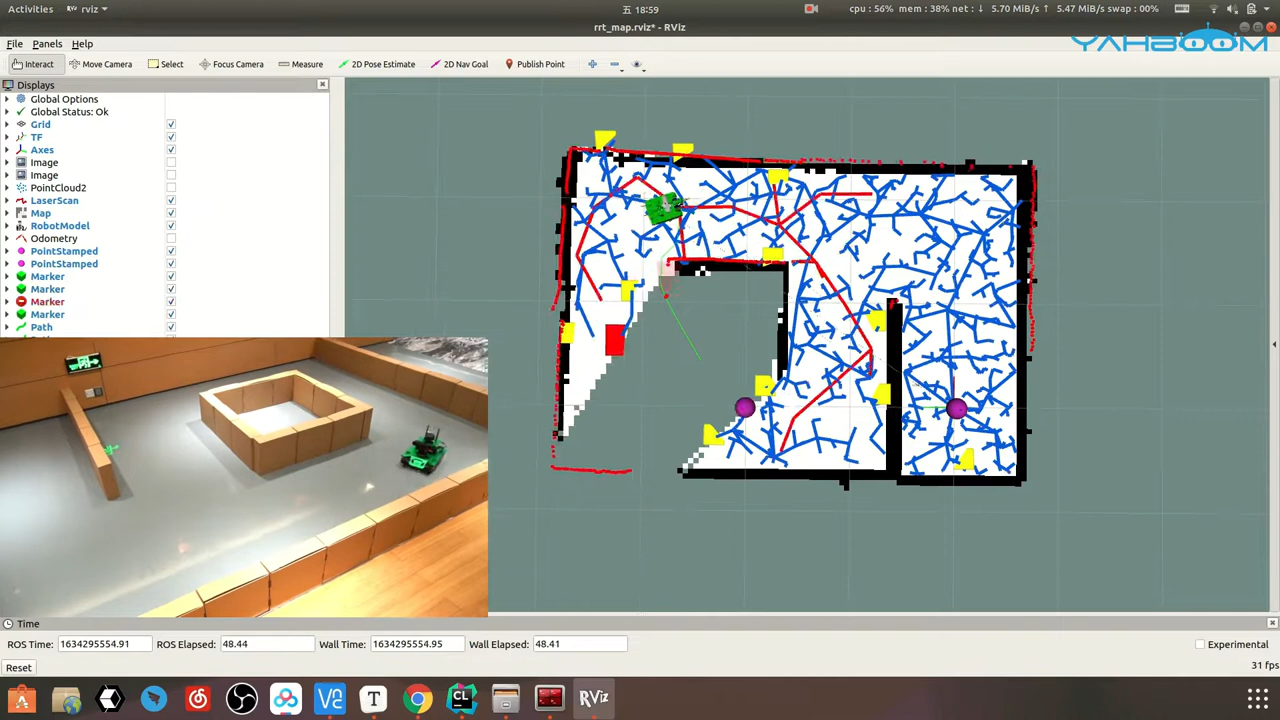 Activities
rviz
五 18:59
cpu: 56% mem: 38% net ↓ 5.70 MiB/s ↑ 5.47 MiB/s swap: 00%
rrt_map.rviz* - RViz
YAHBOOM
File Panels Help
Interact Move Camera Select Focus Camera Measure 2D Pose Estimate 2D Nav Goal Publish Point
Displays
Global Options
Global Status: Ok
Grid
TF
Axes
Image
Image
PointCloud2
LaserScan
Map
RobotModel
Odometry
PointStamped
PointStamped
Marker
Marker
Marker
Marker
Path
Time
ROS Time: 1634295554.91 ROS Elapsed: 48.44 Wall Time: 1634295554.95 Wall Elapsed: 48.41 Experimental
Reset
31 fps
T
CL
RViz